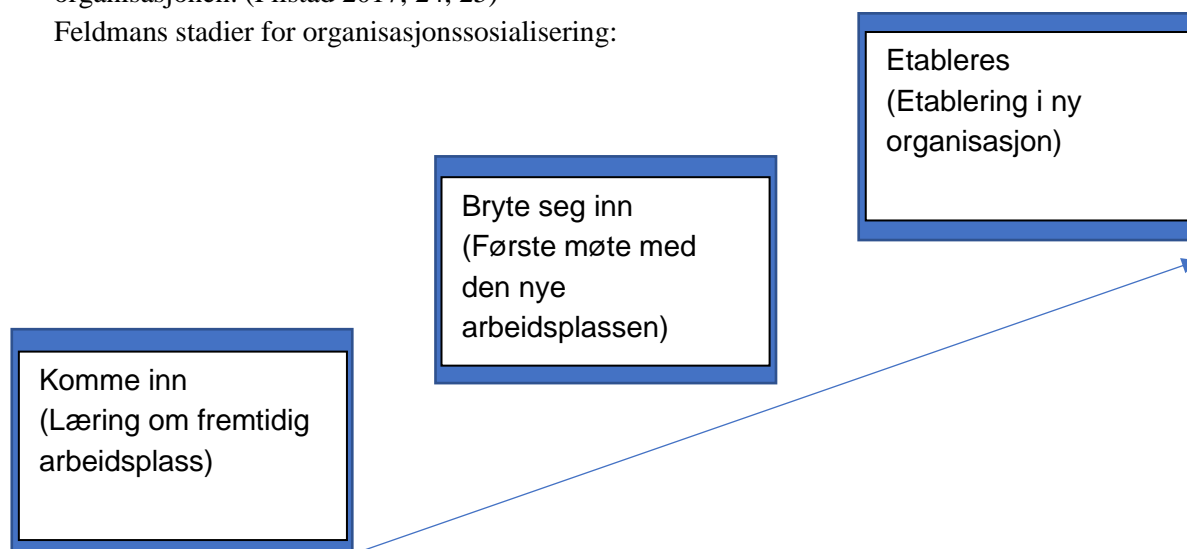 Feldmans stadier for organisasjonssosialisering:
Etableres
(Etablering i ny
organisasjon)
Bryte seg inn
(Første møte med
den nye
arbeidsplassen)
Komme inn
(Læring om fremtidig
arbeidsplass)